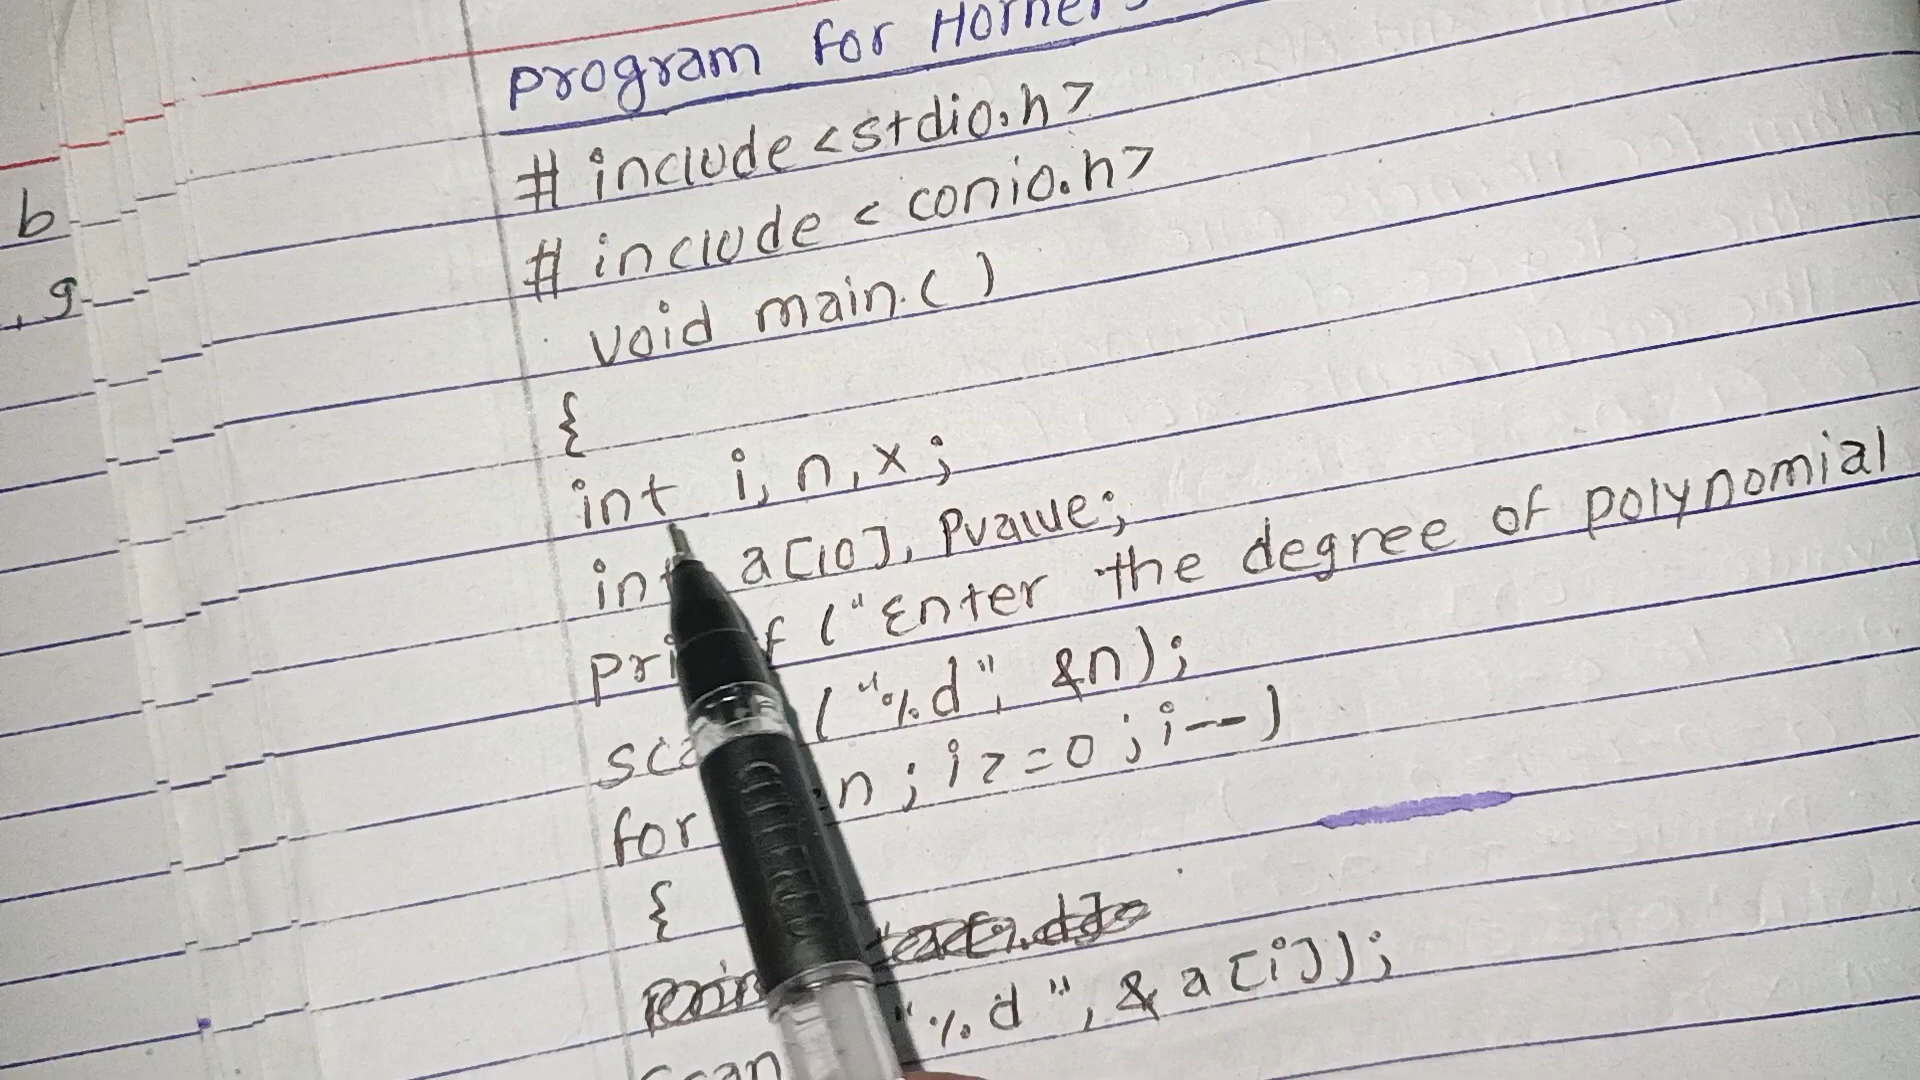 b
, g
program for Horner's
# include <stdio.h>
# include < conio.h>
void main.( )
{
int i, n, x;
int a[10], Pvalue;
f ("Enter the degree of polynomial
("%d", &n);
for n; i>=0; i--)
{
"%d", & a[i]);